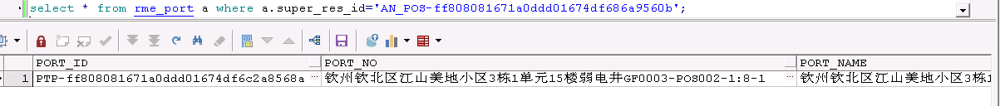 select * from rme_port a where a.super_res_id='AN_POS-ff808081671a0ddd01674df686a9560b';
PORT_ID PORT_NO PORT_NAME
1 PTP-ff808081671a0ddd01674df6c2a8568a … 钦州钦北区江山美地小区3栋1单元15楼弱电井GF0003-POS002-1:8-1 … 钦州钦北区江山美地小区3栋1